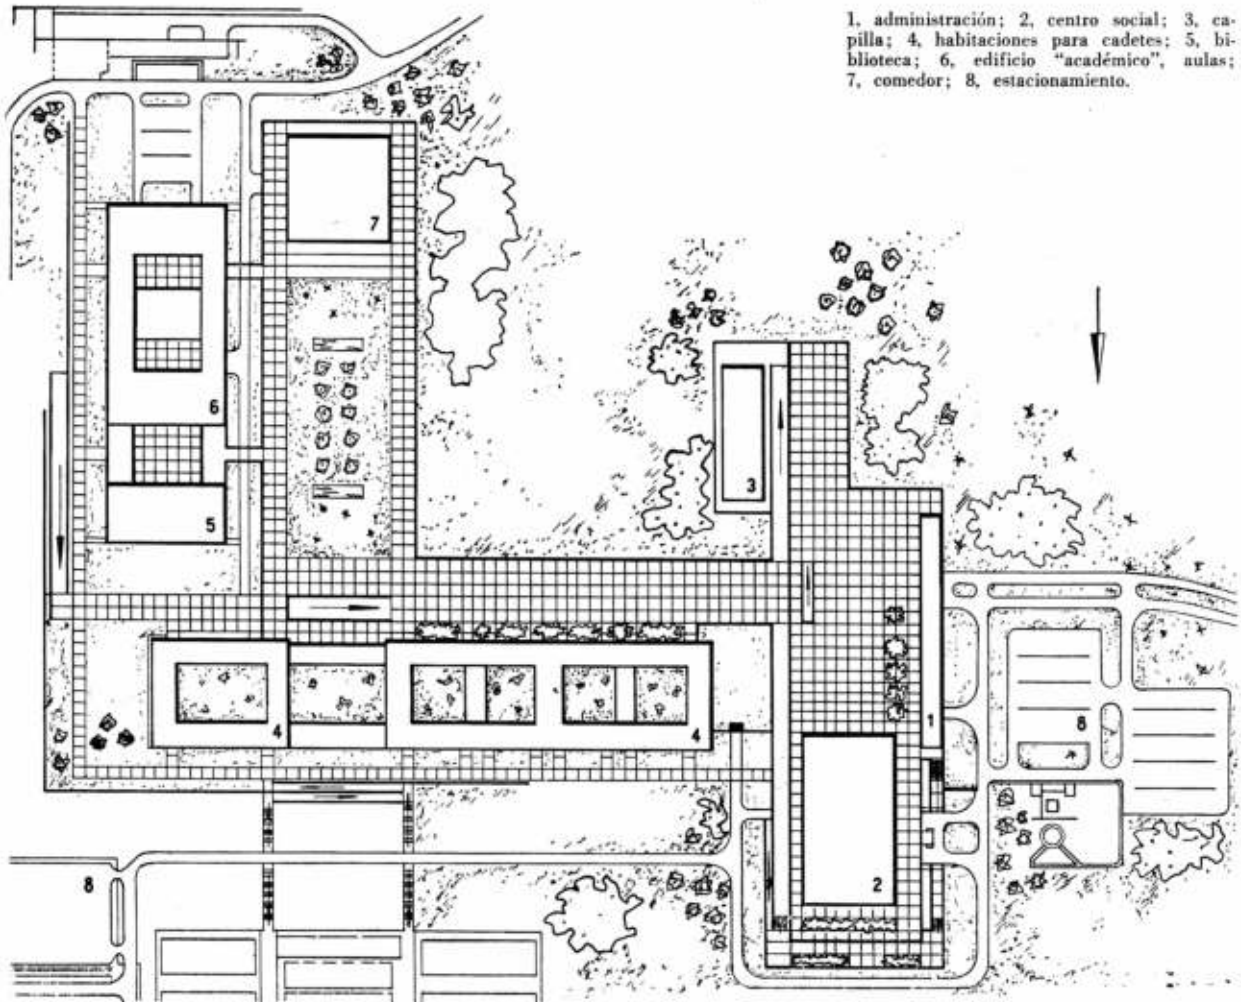 1, administración; 2, centro social; 3, ca-
pilla; 4, habitaciones para cadetes; 5, bi-
blioteca; 6, edificio "académico", aulas;
7, comedor; 8, estacionamiento.
7
6
3
5
1
8
4
4
8
2